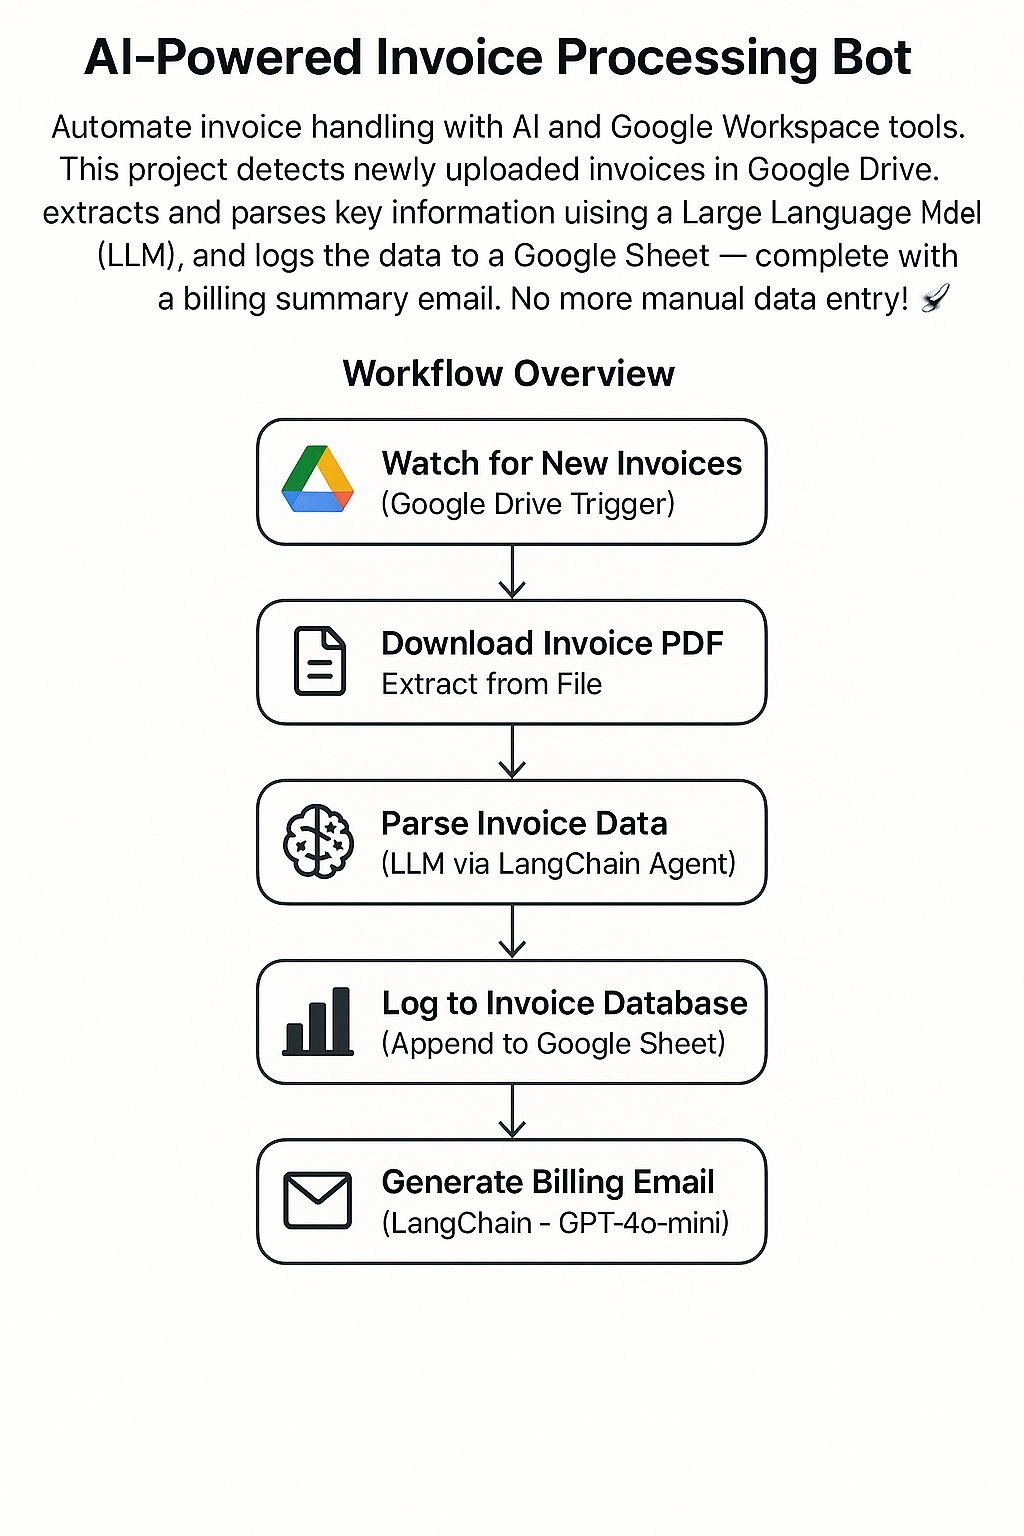 AI-Powered Invoice Processing Bot
Automate invoice handling with AI and Google Workspace tools.
This project detects newly uploaded invoices in Google Drive.
extracts and parses key information uising a Large Language Mdel
(LLM), and logs the data to a Google Sheet — complete with
a billing summary email. No more manual data entry!
Workflow Overview
Watch for New Invoices
(Google Drive Trigger)
Download Invoice PDF
Extract from File
Parse Invoice Data
(LLM via LangChain Agent)
Log to Invoice Database
(Append to Google Sheet)
Generate Billing Email
(LangChain - GPT-4o-mini)